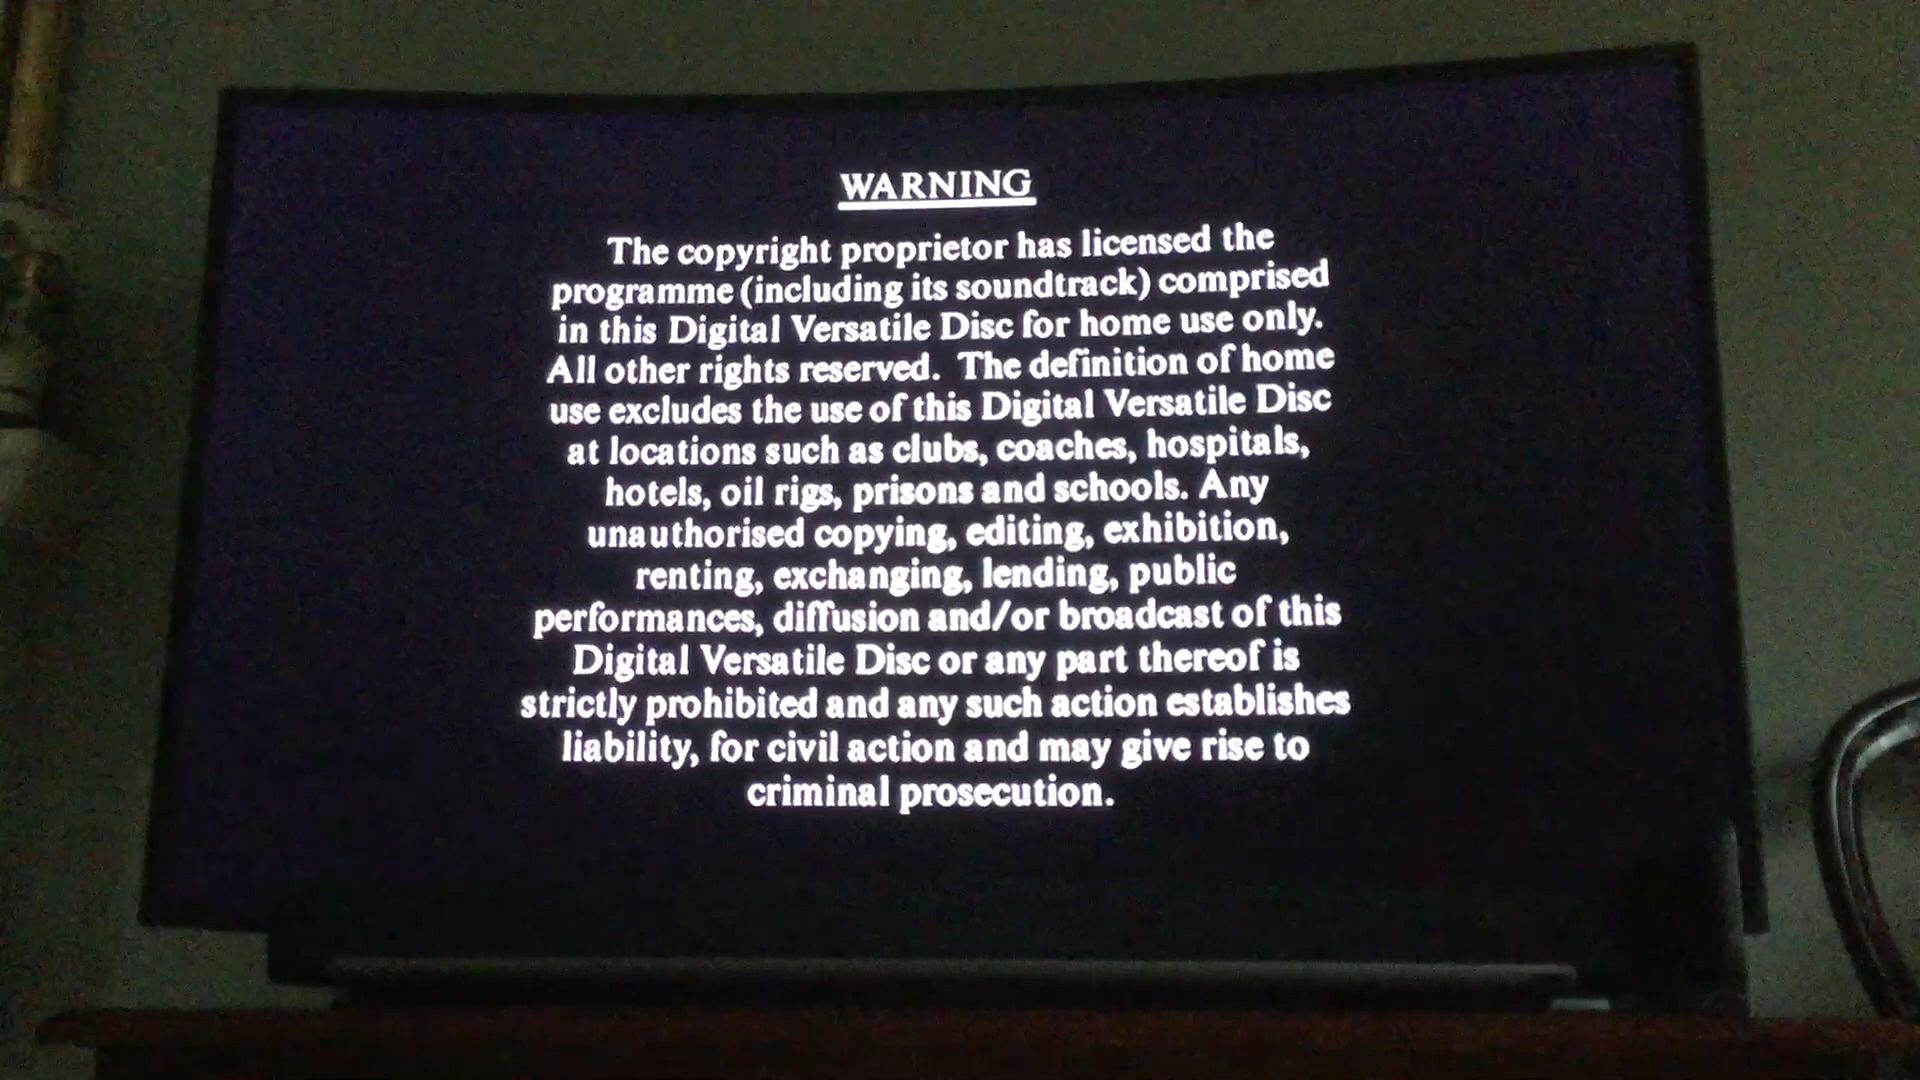 WARNING
The copyright proprietor has licensed the
programme (including its soundtrack) comprised
in this Digital Versatile Disc for home use only.
All other rights reserved. The definition of home
use excludes the use of this Digital Versatile Disc
at locations such as clubs, coaches, hospitals,
hotels, oil rigs, prisons and schools. Any
unauthorised copying, editing, exhibition,
renting, exchanging, lending, public
performances, diffusion and/or broadcast of this
Digital Versatile Disc or any part thereof is
strictly prohibited and any such action establishes
liability, for civil action and may give rise to
criminal prosecution.